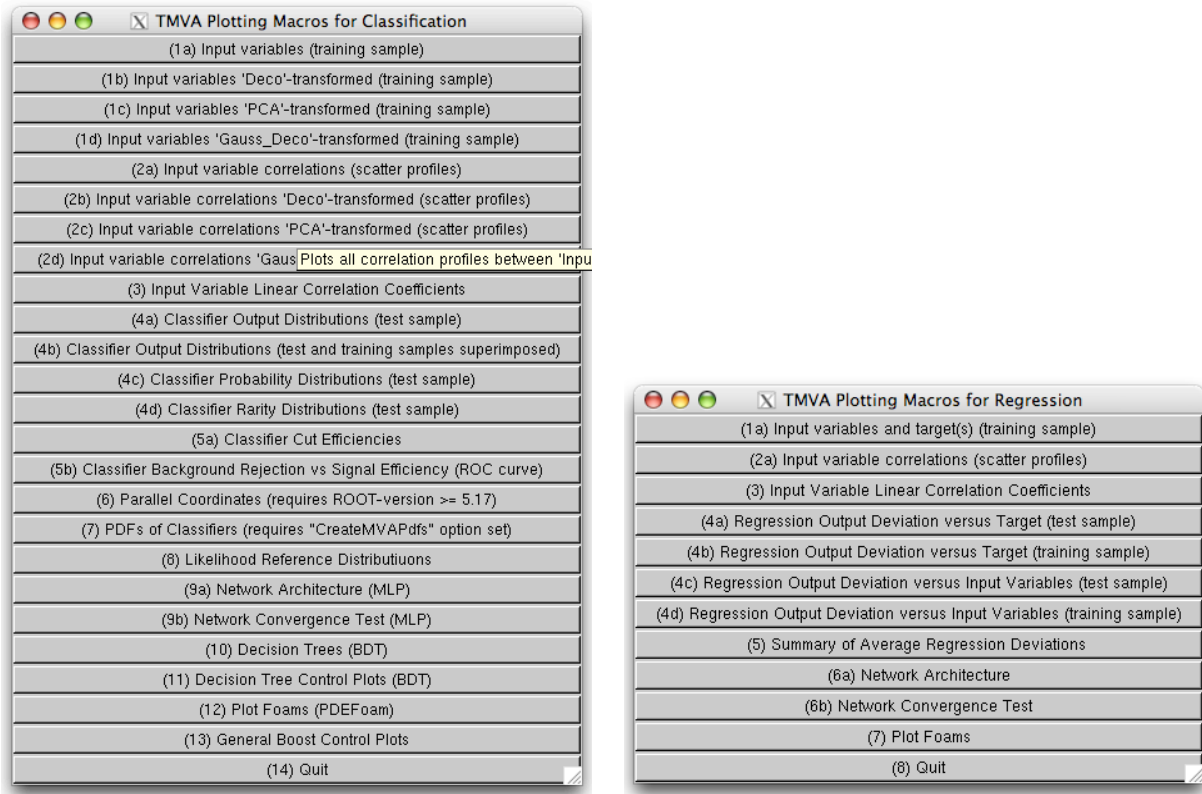 TMVA Plotting Macros for Classification
(1a) Input variables (training sample)
(1b) Input variables 'Deco'-transformed (training sample)
(1c) Input variables 'PCA'-transformed (training sample)
(1d) Input variables 'Gauss_Deco'-transformed (training sample)
(2a) Input variable correlations (scatter profiles)
(2b) Input variable correlations 'Deco'-transformed (scatter profiles)
(2c) Input variable correlations 'PCA'-transformed (scatter profiles)
(2d) Input variable correlations 'Gaus Plots all correlation profiles between 'Inpu
(3) Input Variable Linear Correlation Coefficients
(4a) Classifier Output Distributions (test sample)
(4b) Classifier Output Distributions (test and training samples superimposed)
(4c) Classifier Probability Distributions (test sample)
(4d) Classifier Rarity Distributions (test sample)
(5a) Classifier Cut Efficiencies
(5b) Classifier Background Rejection vs Signal Efficiency (ROC curve)
(6) Parallel Coordinates (requires ROOT-version >= 5.17)
(7) PDFs of Classifiers (requires "CreateMVAPdfs" option set)
(8) Likelihood Reference Distributiuons
(9a) Network Architecture (MLP)
(9b) Network Convergence Test (MLP)
(10) Decision Trees (BDT)
(11) Decision Tree Control Plots (BDT)
(12) Plot Foams (PDEFoam)
(13) General Boost Control Plots
(14) Quit
TMVA Plotting Macros for Regression
(1a) Input variables and target(s) (training sample)
(2a) Input variable correlations (scatter profiles)
(3) Input Variable Linear Correlation Coefficients
(4a) Regression Output Deviation versus Target (test sample)
(4b) Regression Output Deviation versus Target (training sample)
(4c) Regression Output Deviation versus Input Variables (test sample)
(4d) Regression Output Deviation versus Input Variables (training sample)
(5) Summary of Average Regression Deviations
(6a) Network Architecture
(6b) Network Convergence Test
(7) Plot Foams
(8) Quit